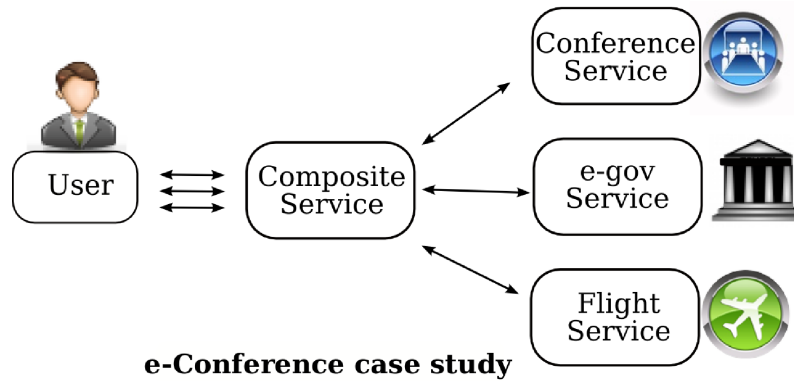 User
Composite
Service
Conference
Service
e-gov
Service
Flight
Service
e-Conference case study